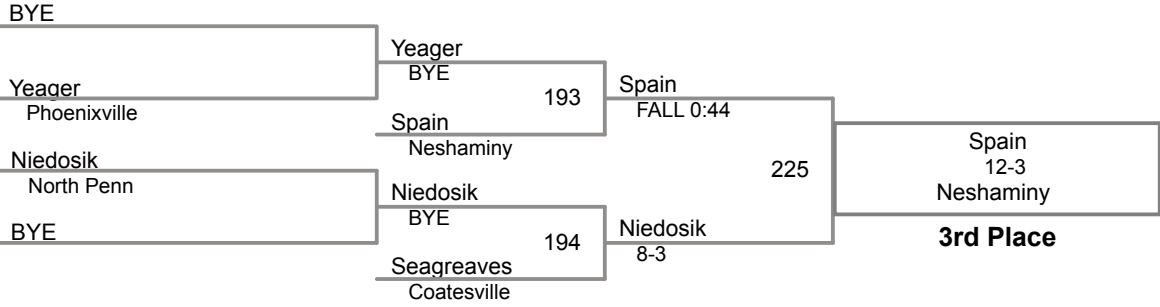 BYE
Yeager
Phoenixville
Niedosik
North Penn
BYE
Yeager
BYE
193
Spain
Neshaminy
Niedosik
BYE
194
Seagreaves
Coatesville
Spain
FALL 0:44
225
Niedosik
8-3
Spain
12-3
Neshaminy
3rd Place